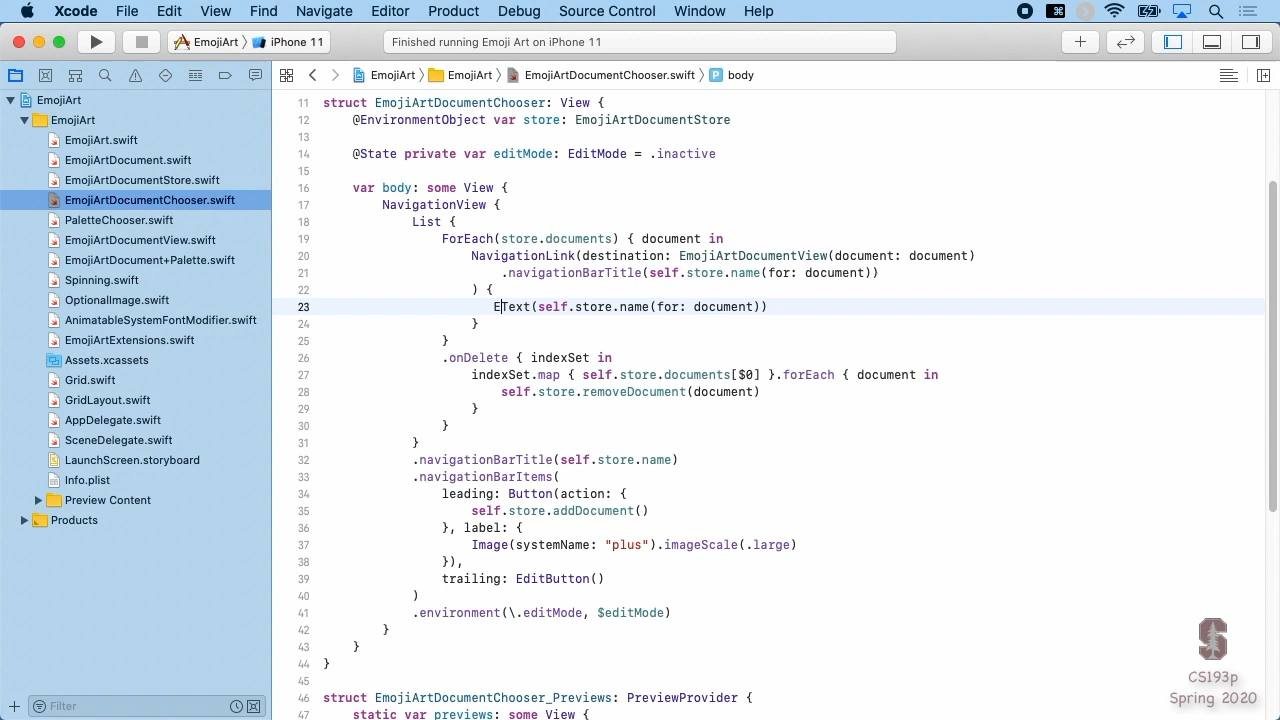 Xcode File Edit View Find Navigate Editor Product Debug Source Control Window Help
EmojiArt iPhone 11 Finished running Emoji Art on iPhone 11
EmojiArt EmojiArt EmojiArtDocumentChooser.swift P body
EmojiArt
EmojiArt
EmojiArt.swift
EmojiArtDocument.swift
EmojiArtDocumentStore.swift
EmojiArtDocumentChooser.swift
PaletteChooser.swift
EmojiArtDocumentView.swift
EmojiArtDocument+Palette.swift
Spinning.swift
OptionalImage.swift
AnimatableSystemFontModifier.swift
EmojiArtExtensions.swift
Assets.xcassets
Grid.swift
GridLayout.swift
AppDelegate.swift
SceneDelegate.swift
LaunchScreen.storyboard
Info.plist
Preview Content
Products
Filter
11 struct EmojiArtDocumentChooser: View {
12 @EnvironmentObject var store: EmojiArtDocumentStore
13
14 @State private var editMode: EditMode = .inactive
15
16 var body: some View {
17 NavigationView {
18 List {
19 ForEach(store.documents) { document in
20 NavigationLink(destination: EmojiArtDocumentView(document: document)
21 .navigationBarTitle(self.store.name(for: document))
22 ) {
23 EText(self.store.name(for: document))
24 }
25 }
26 .onDelete { indexSet in
27 indexSet.map { self.store.documents[$0] }.forEach { document in
28 self.store.removeDocument(document)
29 }
30 }
31 }
32 .navigationBarTitle(self.store.name)
33 .navigationBarItems(
34 leading: Button(action: {
35 self.store.addDocument()
36 }, label: {
37 Image(systemName: "plus").imageScale(.large)
38 }),
39 trailing: EditButton()
40 )
41 .environment(\.editMode, $editMode)
42 }
43 }
44 }
45
46 struct EmojiArtDocumentChooser_Previews: PreviewProvider {
47 static var previews: some View {
S
CS193p
Spring 2020